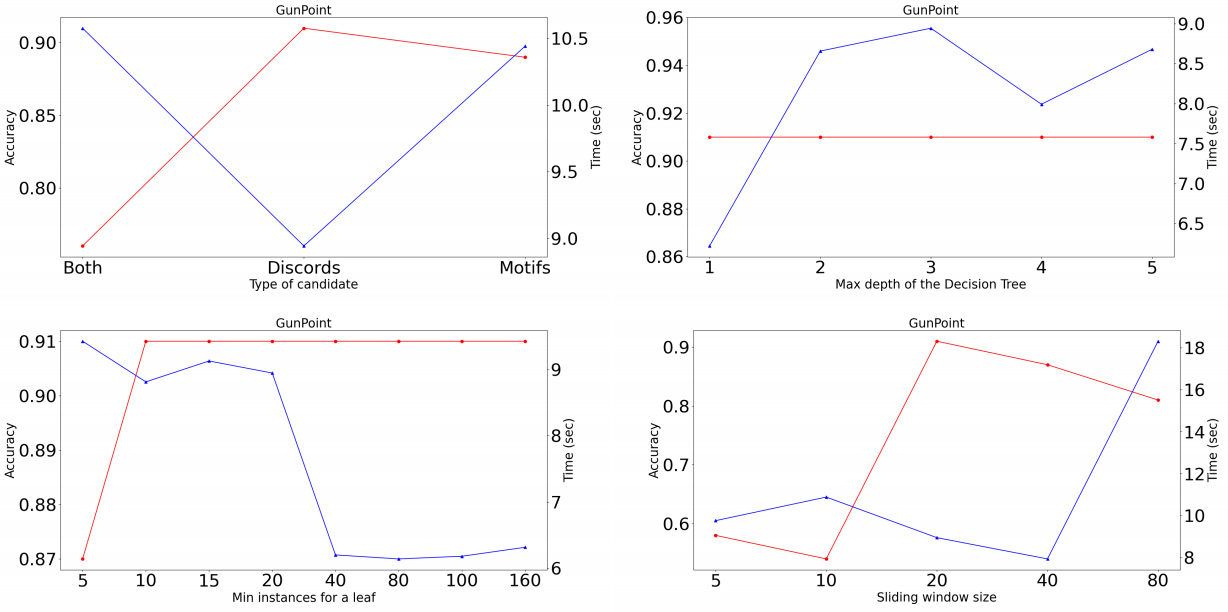 GunPoint
0.90
0.85
0.80
Accuracy
10.5
10.0
9.5
9.0
Time (sec)
Both Discords Motifs
Type of candidate
GunPoint
0.96
0.94
0.92
0.90
0.88
0.86
Accuracy
9.0
8.5
8.0
7.5
7.0
6.5
Time (sec)
1 2 3 4 5
Max depth of the Decision Tree
GunPoint
0.91
0.90
0.89
0.88
0.87
Accuracy
9
8
7
6
Time (sec)
5 10 15 20 40 80 100 160
Min instances for a leaf
GunPoint
0.9
0.8
0.7
0.6
Accuracy
18
16
14
12
10
8
Time (sec)
5 10 20 40 80
Sliding window size